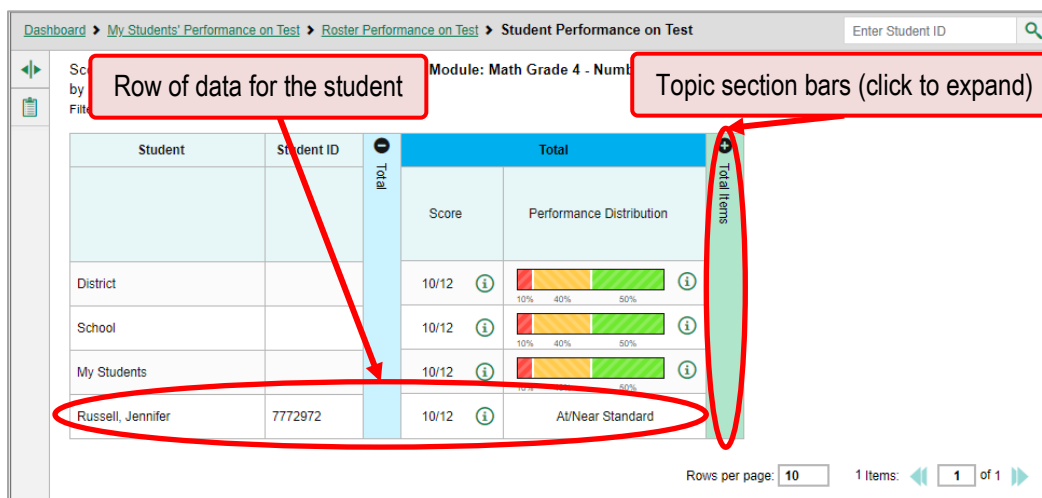 Dashboard > My Students' Performance on Test > Roster Performance on Test > Student Performance on Test
Enter Student ID
Row of data for the student
Module: Math Grade 4 -
Topic section bars (click to expand)
by
Student
Student ID
Total
Total
Total Items
Score
Performance Distribution
District
10/12
10% 40% 50%
School
10/12
10% 40% 50%
My Students
10/12
50%
Russell, Jennifer
7772972
10/12
At/Near Standard
Rows per page: 10
1 Items: 1 of 1